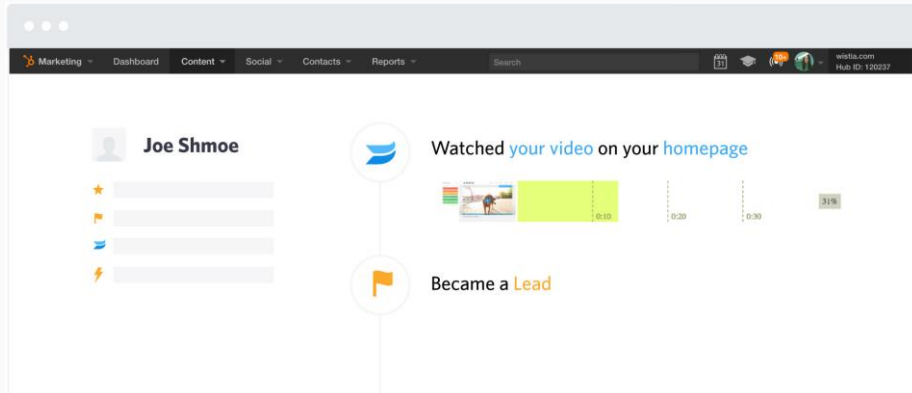 Marketing Dashboard Content Social Contacts Reports Search 31 10+ wistia.com
Hub ID: 120237
Joe Shmoe
Watched your video on your homepage
0:10 0:20 0:30 31%
Became a Lead